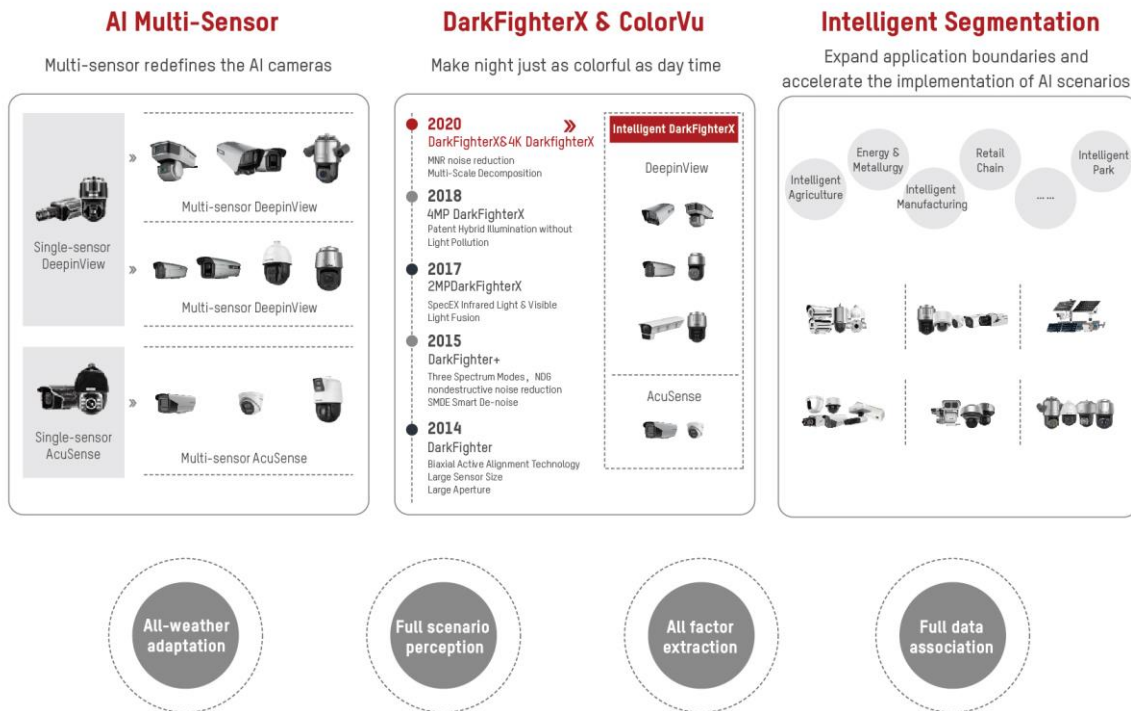 AI Multi-Sensor
Multi-sensor redefines the AI cameras
Single-sensor
DeepinView
Multi-sensor DeepinView
Multi-sensor DeepinView
Single-sensor
AcuSense
Multi-sensor AcuSense
DarkFighterX & ColorVu
Make night just as colorful as day time
2020
DarkFighterX&4K DarkfighterX
MNR noise reduction
Multi-Scale Decomposition
2018
4MP DarkFighterX
Patent Hybrid Illumination without
Light Pollution
2017
2MPDarkFighterX
SpecEX Infrared Light & Visible
Light Fusion
2015
DarkFighter+
Three Spectrum Modes, NDG
nondestructive noise reduction
SMDE Smart De-noise
2014
DarkFighter
Biaxial Active Alignment Technology
Large Sensor Size
Large Aperture
Intelligent DarkFighterX
DeepinView
AcuSense
Intelligent Segmentation
Expand application boundaries and
accelerate the implementation of AI scenarios
Intelligent
Agriculture
Energy &
Metallurgy
Intelligent
Manufacturing
Retail
Chain
... ...
Intelligent
Park
All-weather
adaptation
Full scenario
perception
All factor
extraction
Full data
association